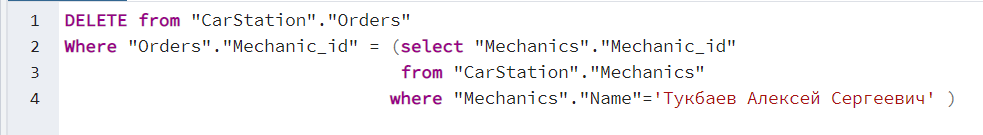 1 DELETE from "CarStation"."Orders"
2 Where "Orders"."Mechanic_id" = (select "Mechanics"."Mechanic_id"
3 from "CarStation"."Mechanics"
4 where "Mechanics"."Name"='Тукбаев Алексей Сергеевич' )